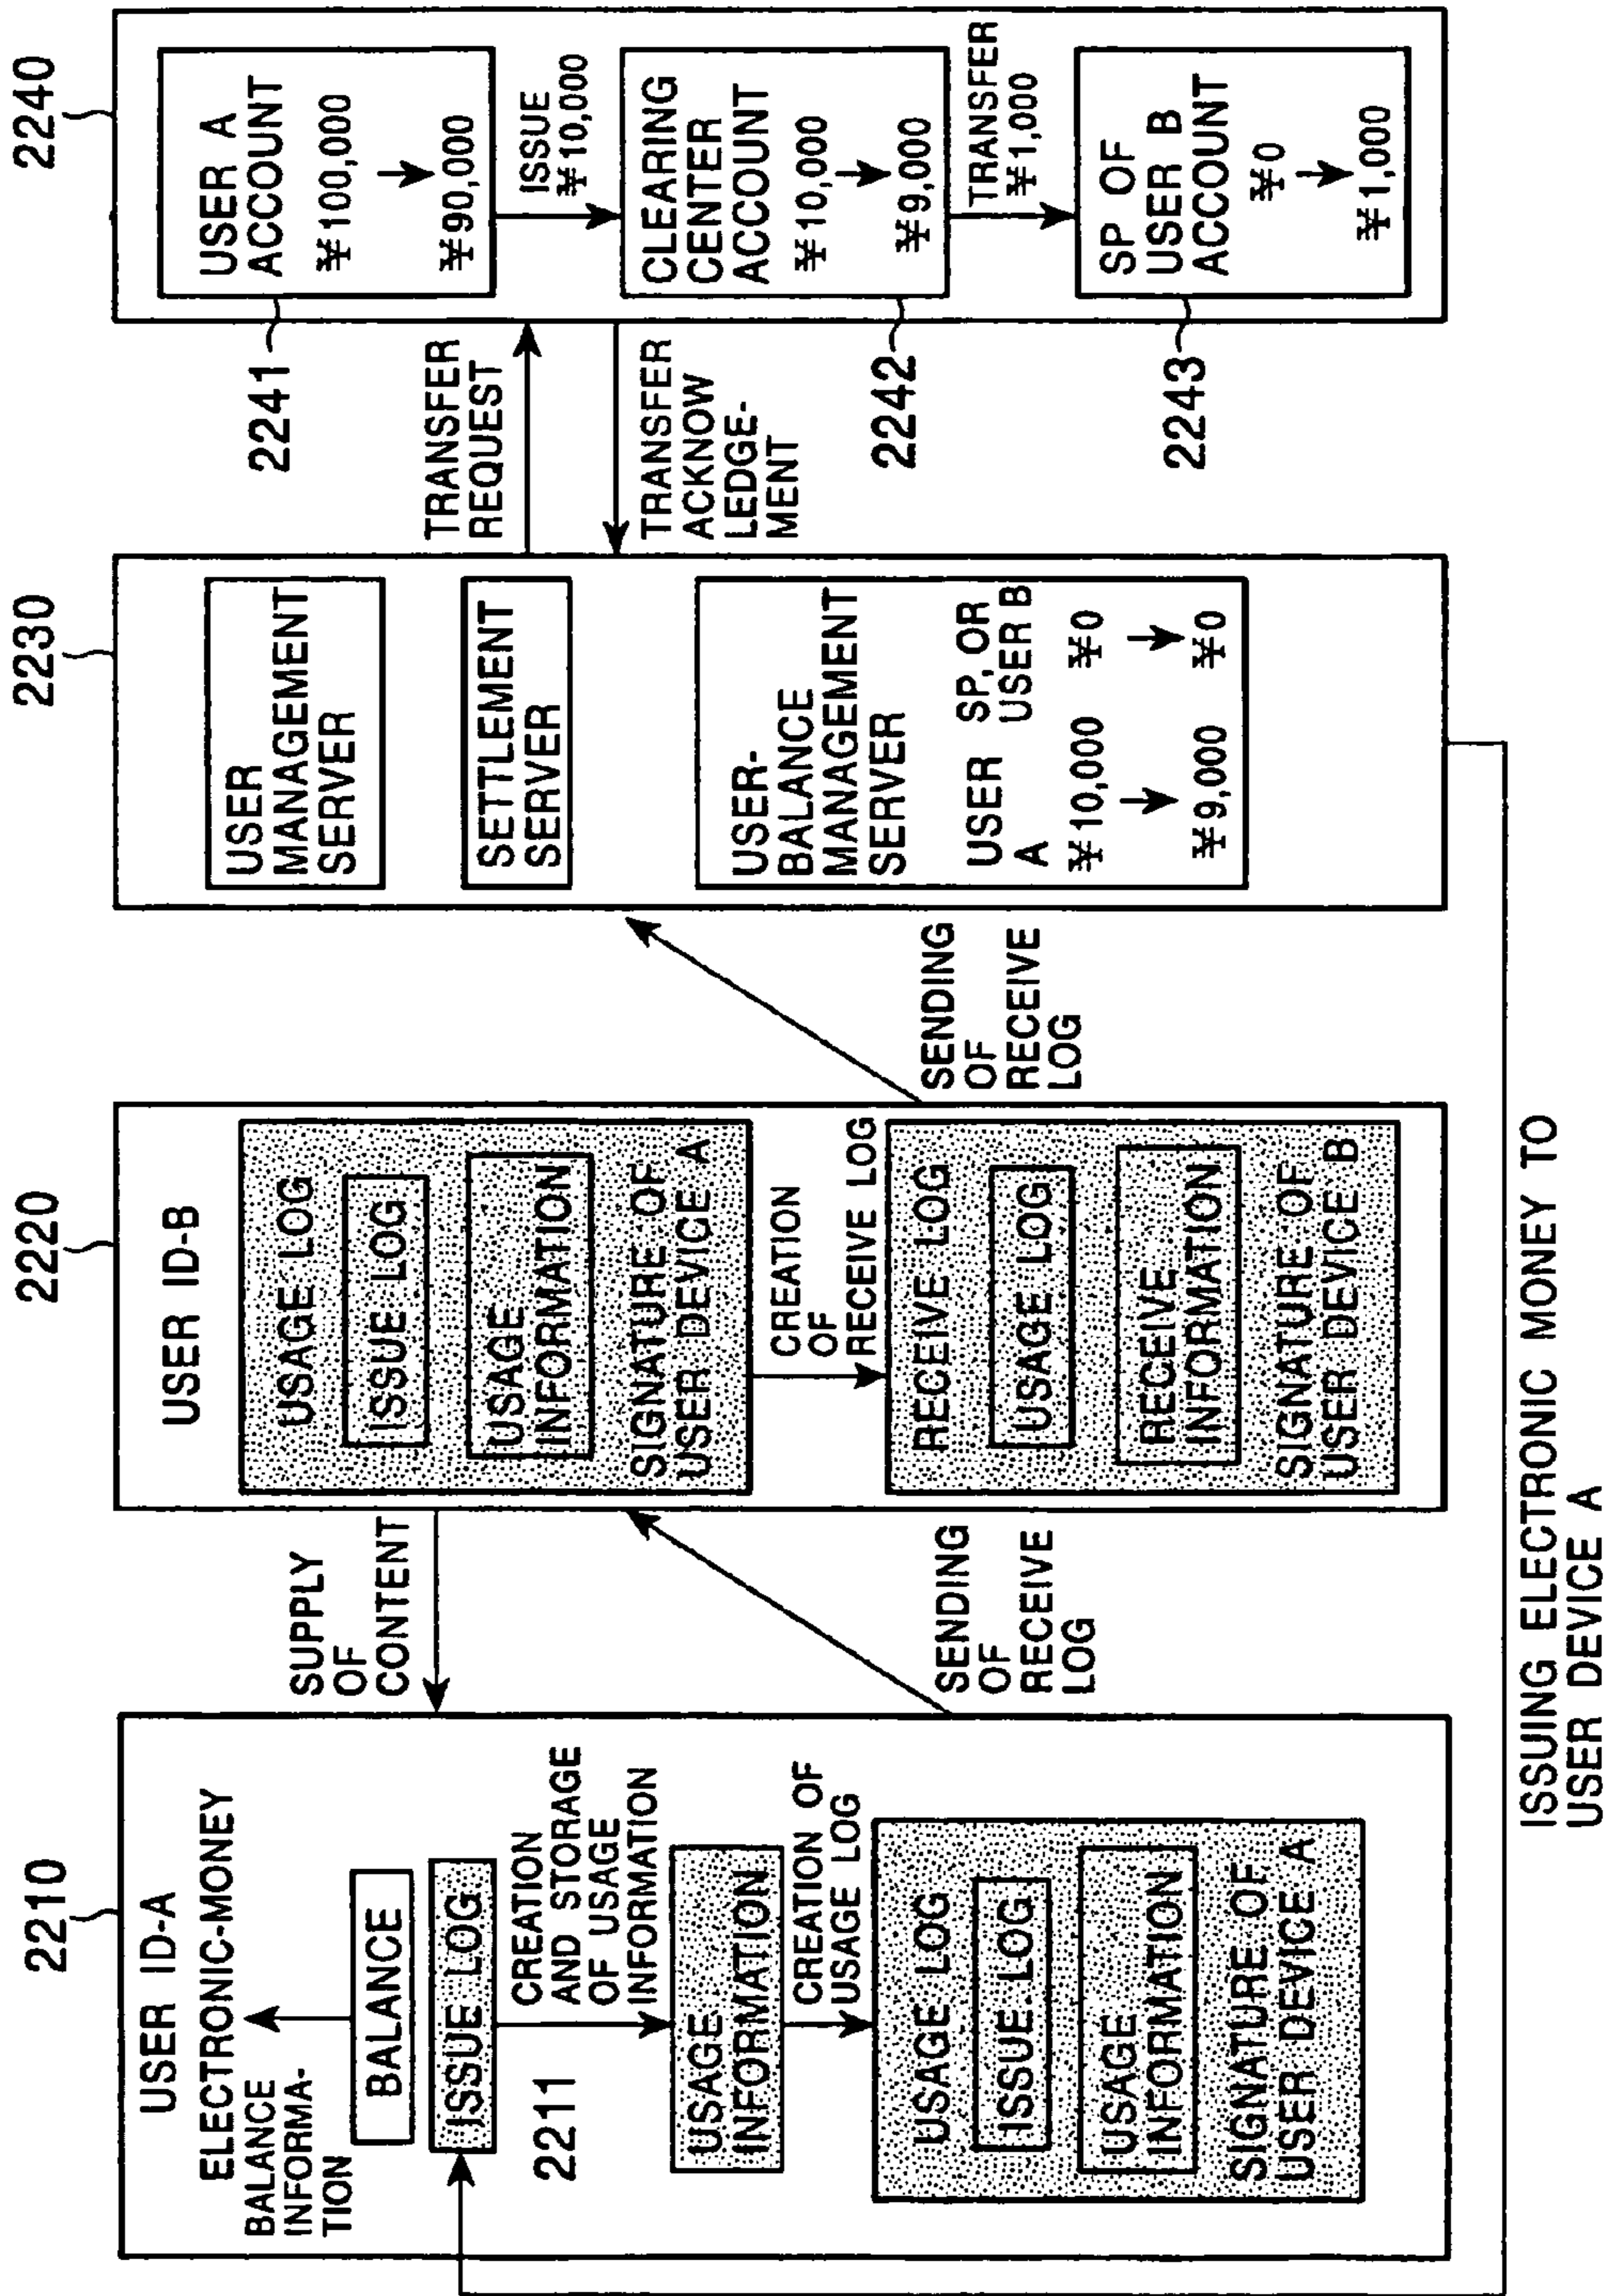 2210
USER ID-A
ELECTRONIC-MONEY
BALANCE
INFORMA-
TION
BALANCE
ISSUE LOG
2211
CREATION
AND STORAGE
OF USAGE
INFORMATION
USAGE
INFORMATION
CREATION OF
USAGE LOG
USAGE LOG
ISSUE LOG
USAGE
INFORMATION
SIGNATURE OF
USER DEVICE A
SUPPLY
OF
CONTENT
SENDING
OF
RECEIVE
LOG
2220
USER ID-B
USAGE LOG
ISSUE LOG
USAGE
INFORMATION
SIGNATURE OF
USER DEVICE A
CREATION
OF
RECEIVE LOG
RECEIVE LOG
USAGE LOG
RECEIVE
INFORMATION
SIGNATURE OF
USER DEVICE B
SENDING
OF
RECEIVE
LOG
2230
USER
MANAGEMENT
SERVER
SETTLEMENT
SERVER
USER-
BALANCE
MANAGEMENT
SERVER
USER
A
¥10,000
¥9,000
SP, OR
USER B
¥0
¥0
TRANSFER
REQUEST
TRANSFER
ACKNOW
LEDGE-
MENT
2240
2241
USER A
ACCOUNT
¥100,000
¥90,000
ISSUE
¥10,000
2242
CLEARING
CENTER
ACCOUNT
¥10,000
¥9,000
TRANSFER
¥1,000
2243
SP OF
USER B
ACCOUNT
¥0
¥1,000
ISSUING ELECTRONIC MONEY TO
USER DEVICE A